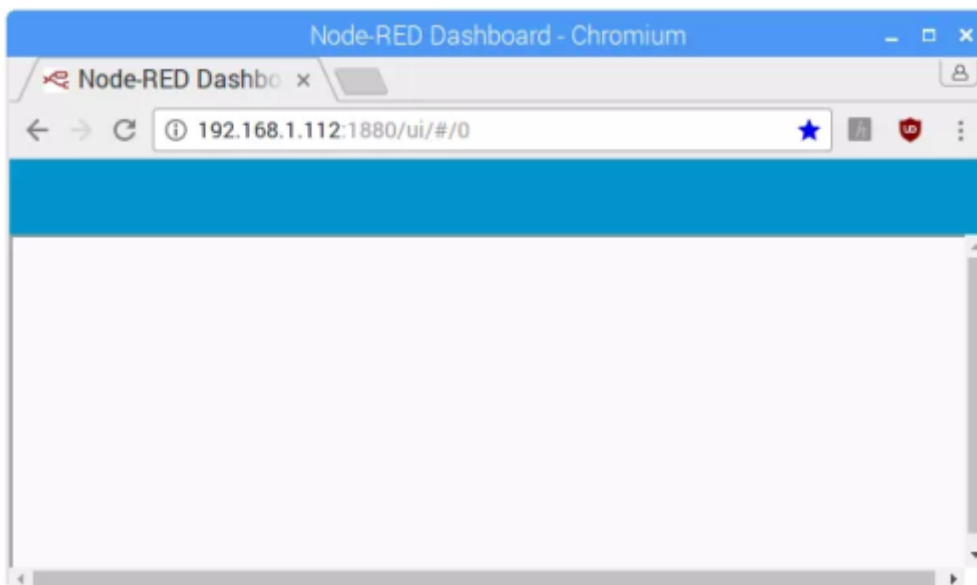 Node-RED Dashboard - Chromium
Node-RED Dashbo
192.168.1.112:1880/ui/#/0